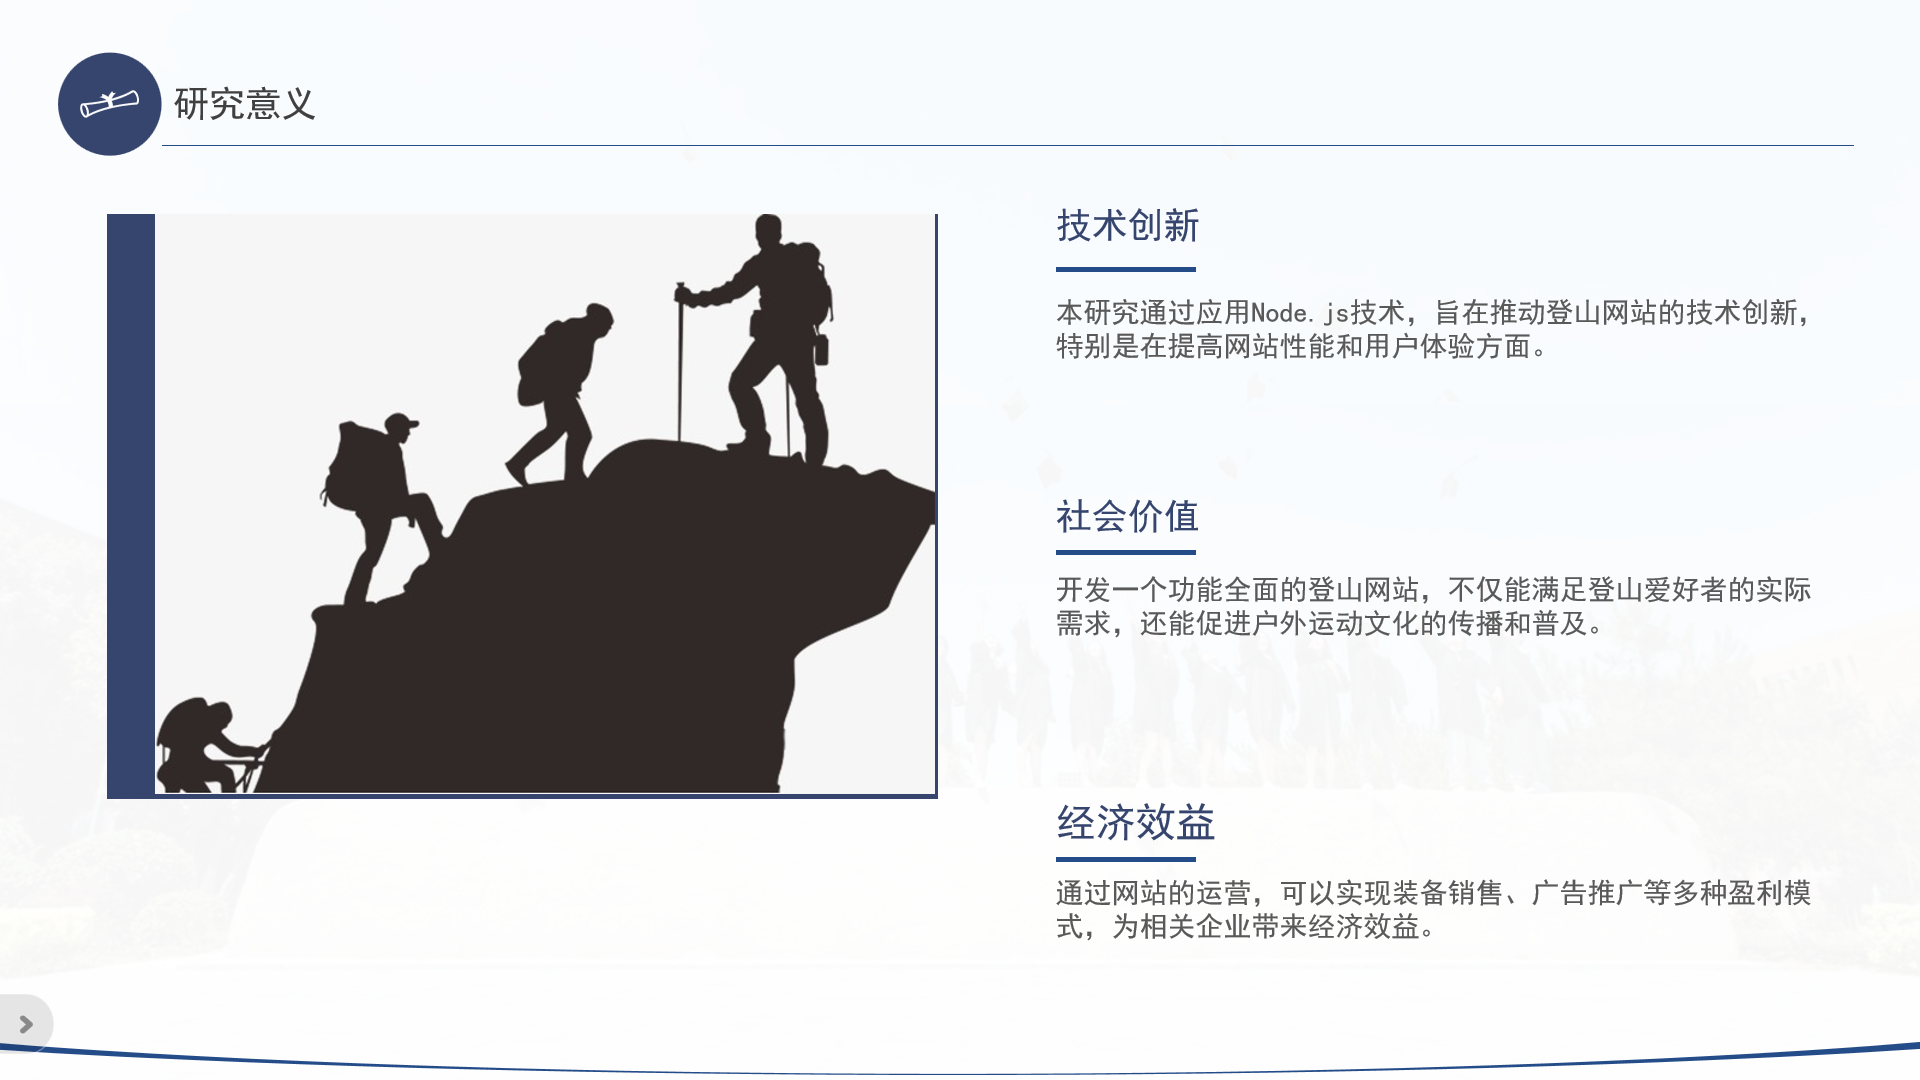 研究意义
技术创新
本研究通过应用Node.js技术，旨在推动登山网站的技术创新，
特别是在提高网站性能和用户体验方面。
社会价值
开发一个功能全面的登山网站，不仅能满足登山爱好者的实际
需求，还能促进户外运动文化的传播和普及。
经济效益
通过网站的运营，可以实现装备销售、广告推广等多种盈利模
式，为相关企业带来经济效益。